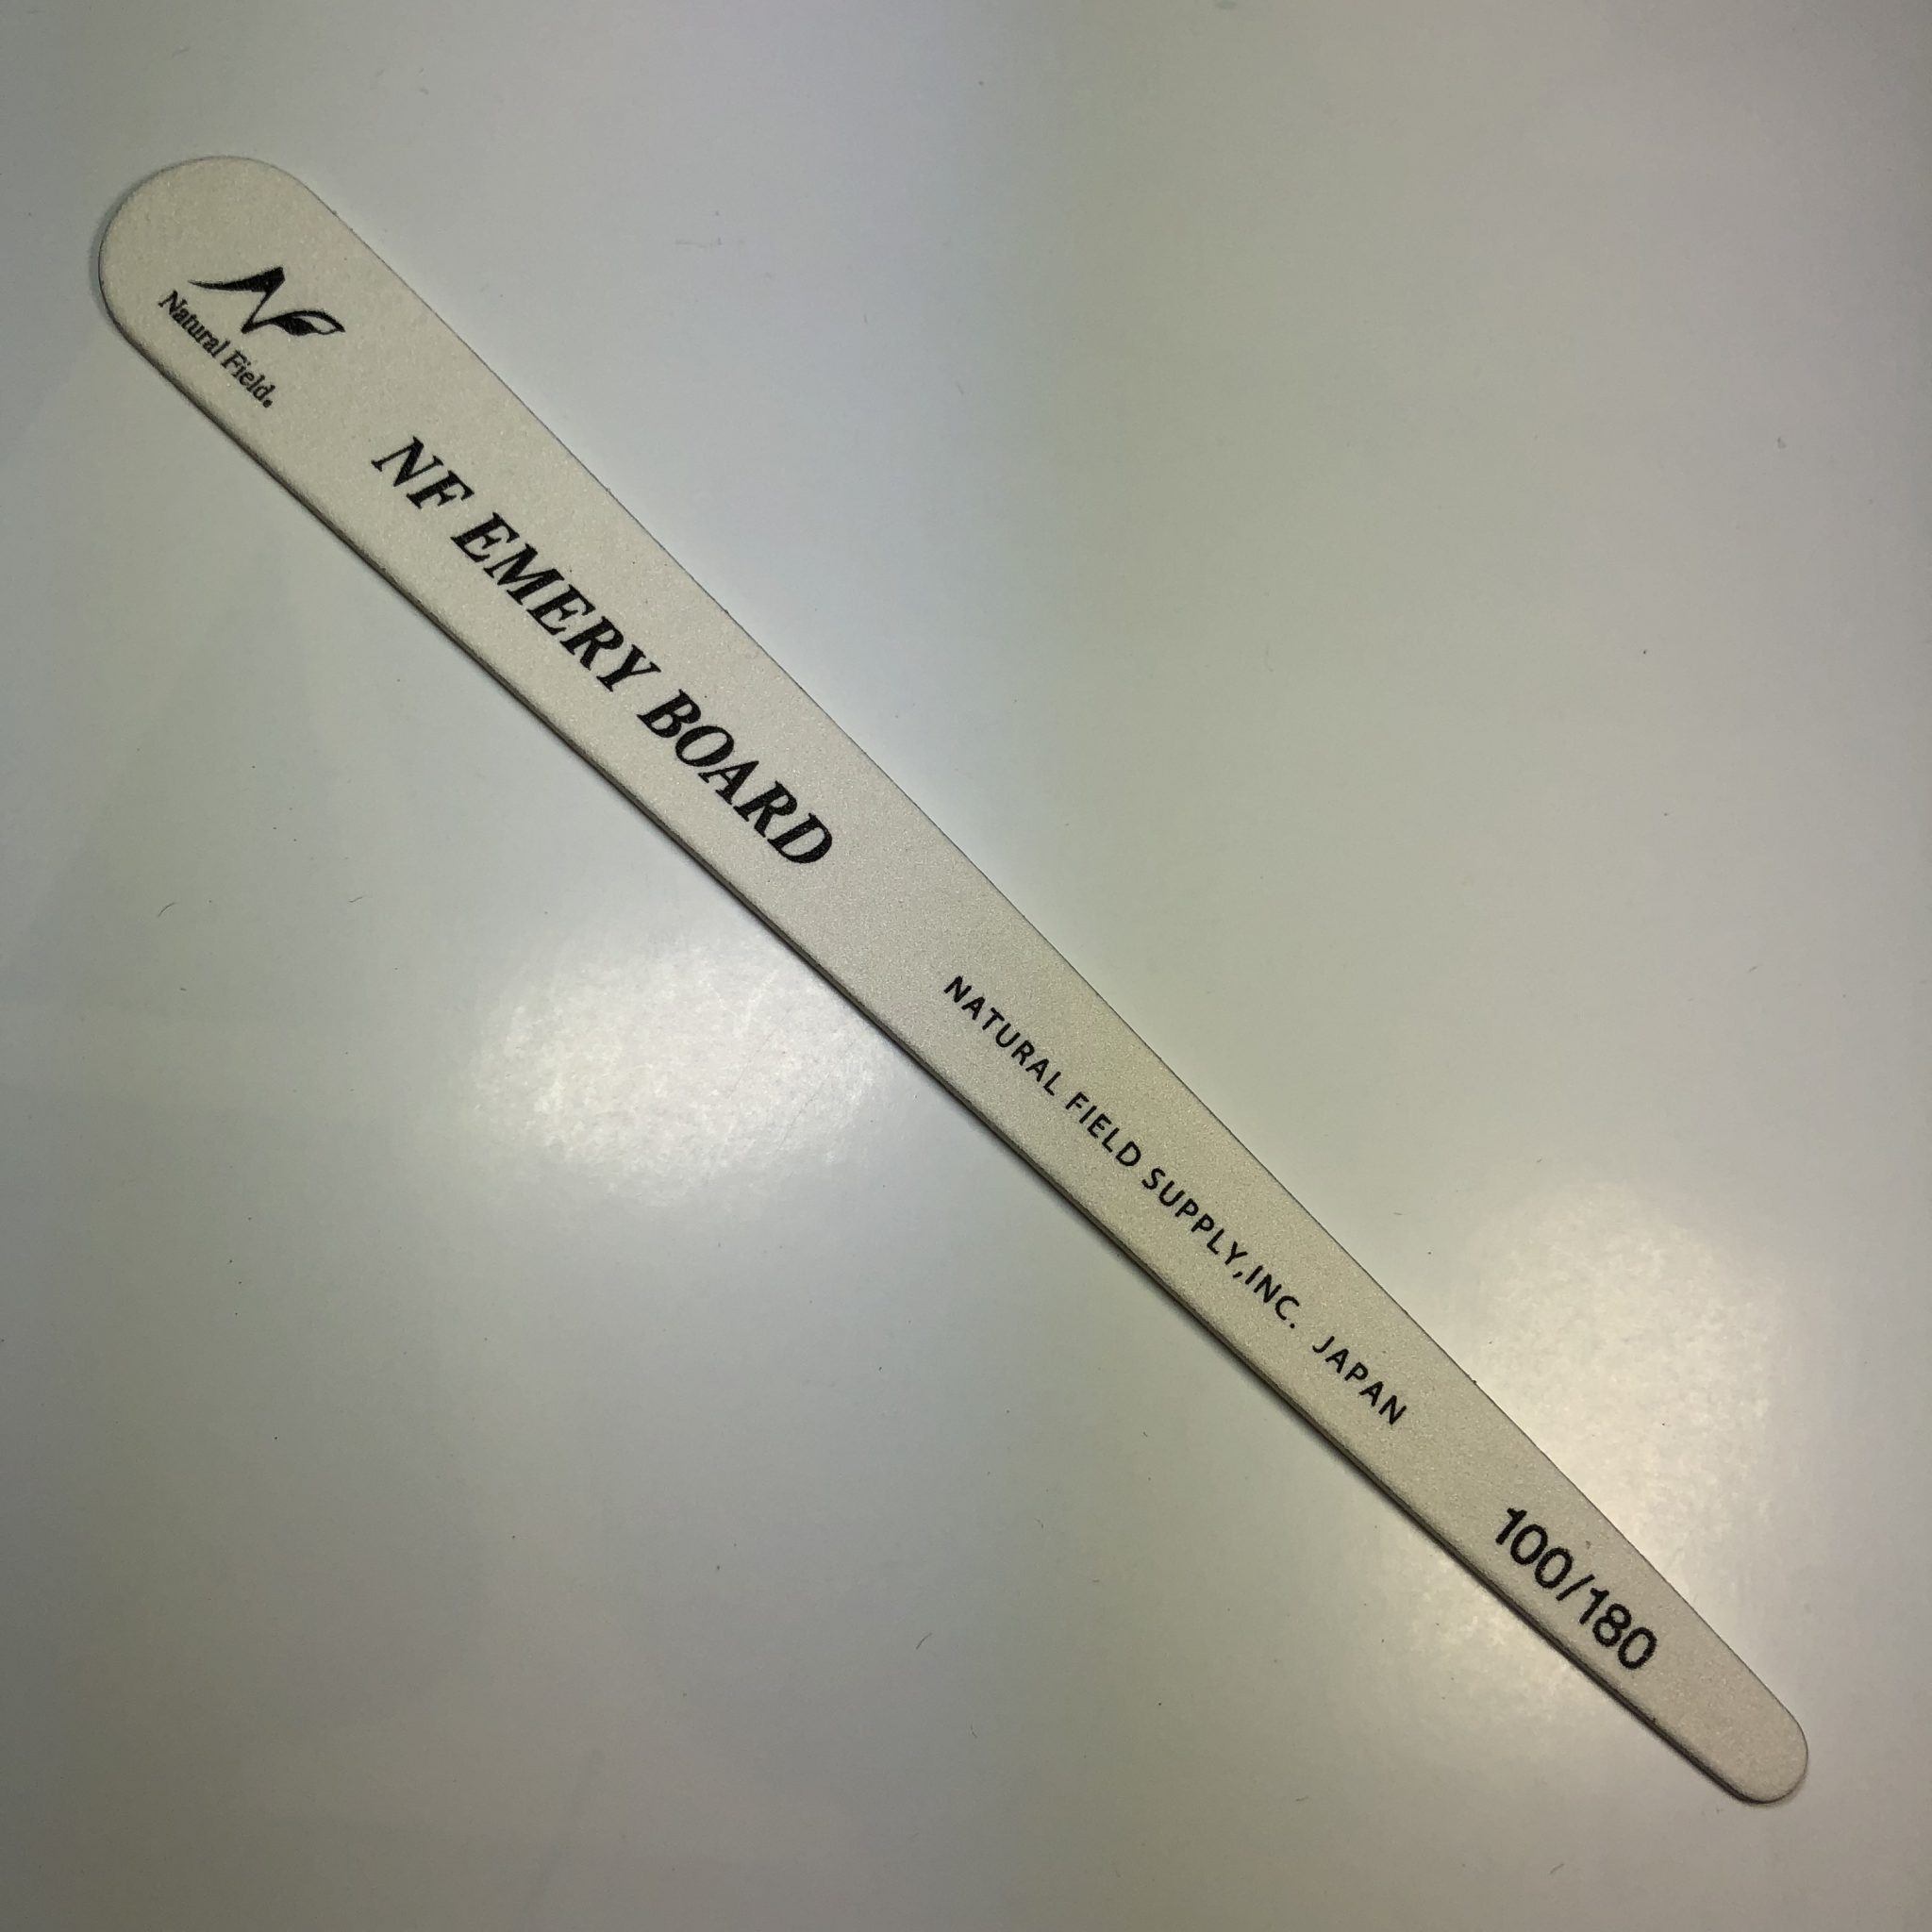 NF
Natural Field®
NF EMERY BOARD
NATURAL FIELD SUPPLY,INC. JAPAN
100/180